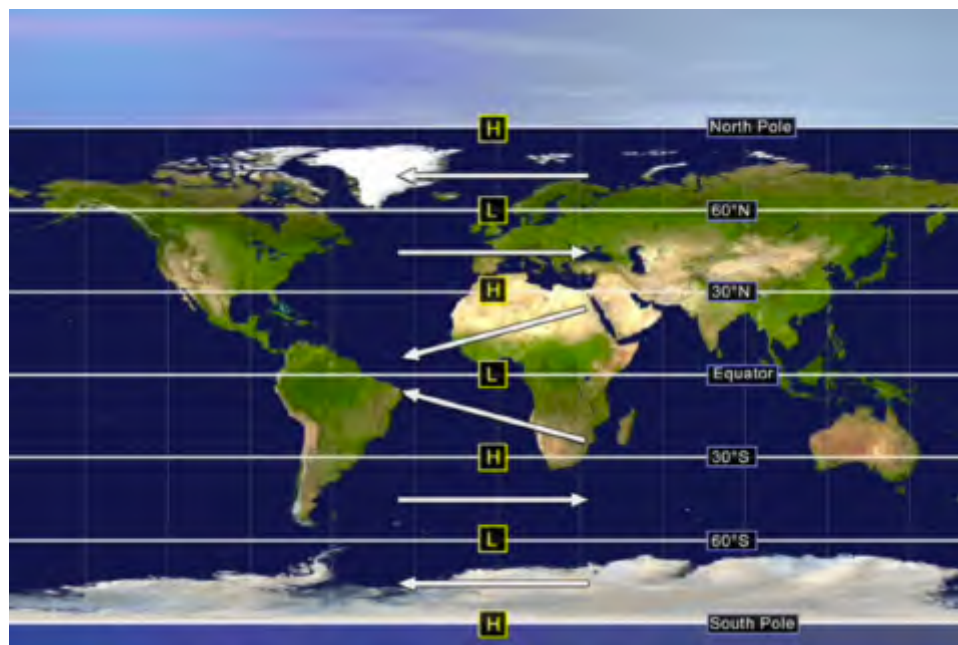 H North Pole
L 60°N
H 30°N
L Equator
H 30°S
L 60°S
H South Pole